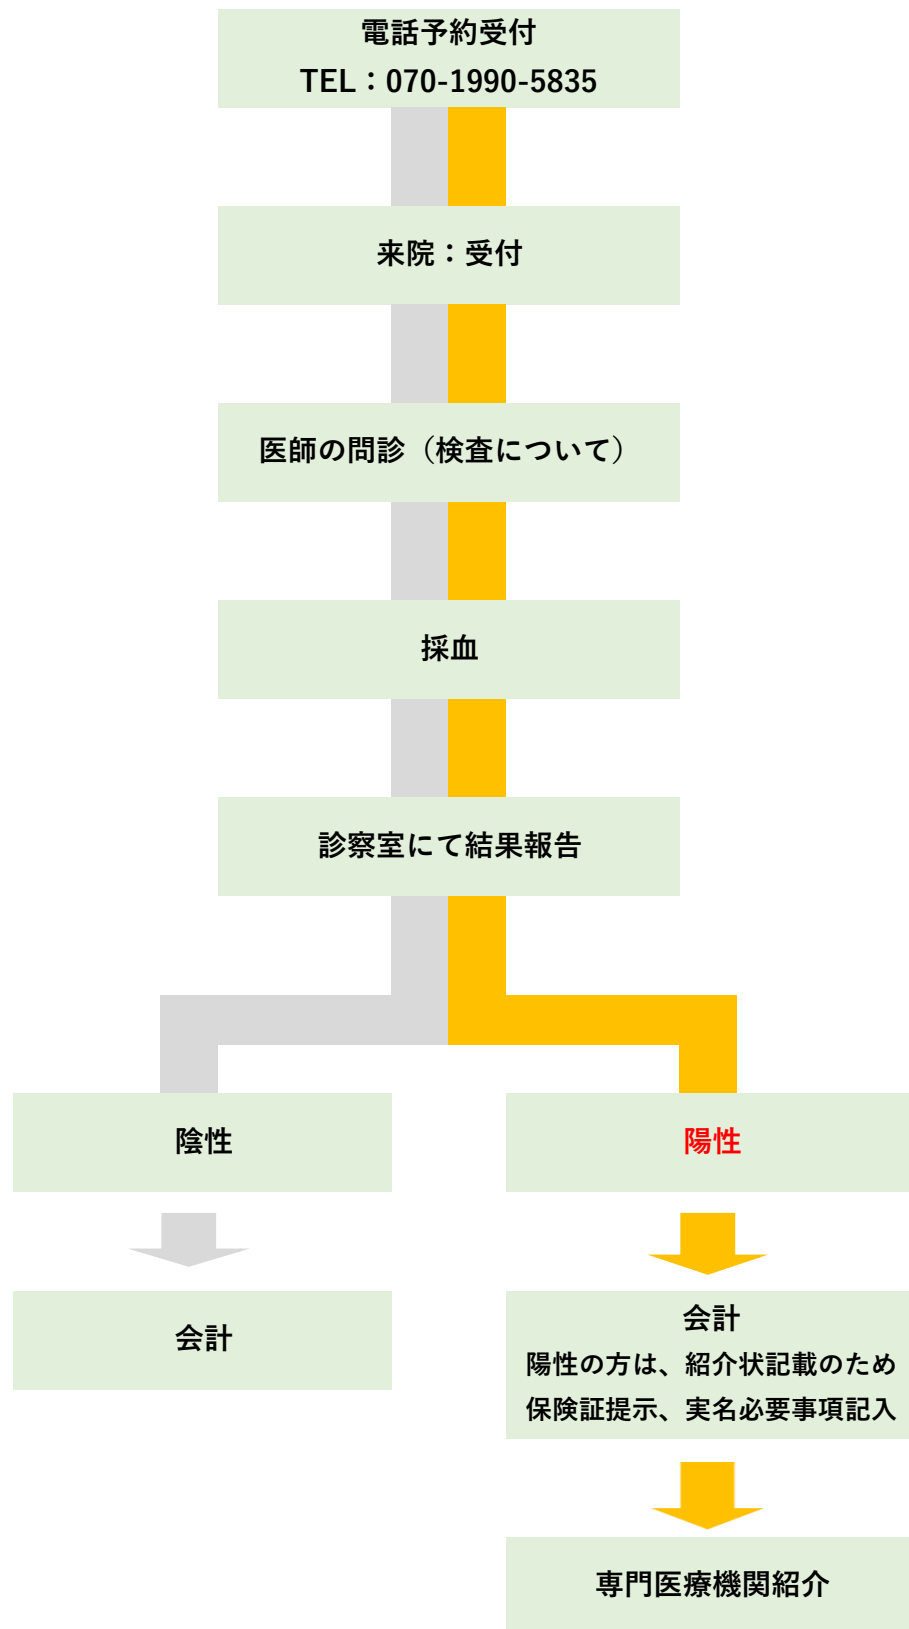 電話予約受付
TEL：070-1990-5835
来院：受付
医師の問診（検査について）
採血
診察室にて結果報告
陰性
陽性
会計
会計
陽性の方は、紹介状記載のため
保険証提示、実名必要事項記入
専門医療機関紹介